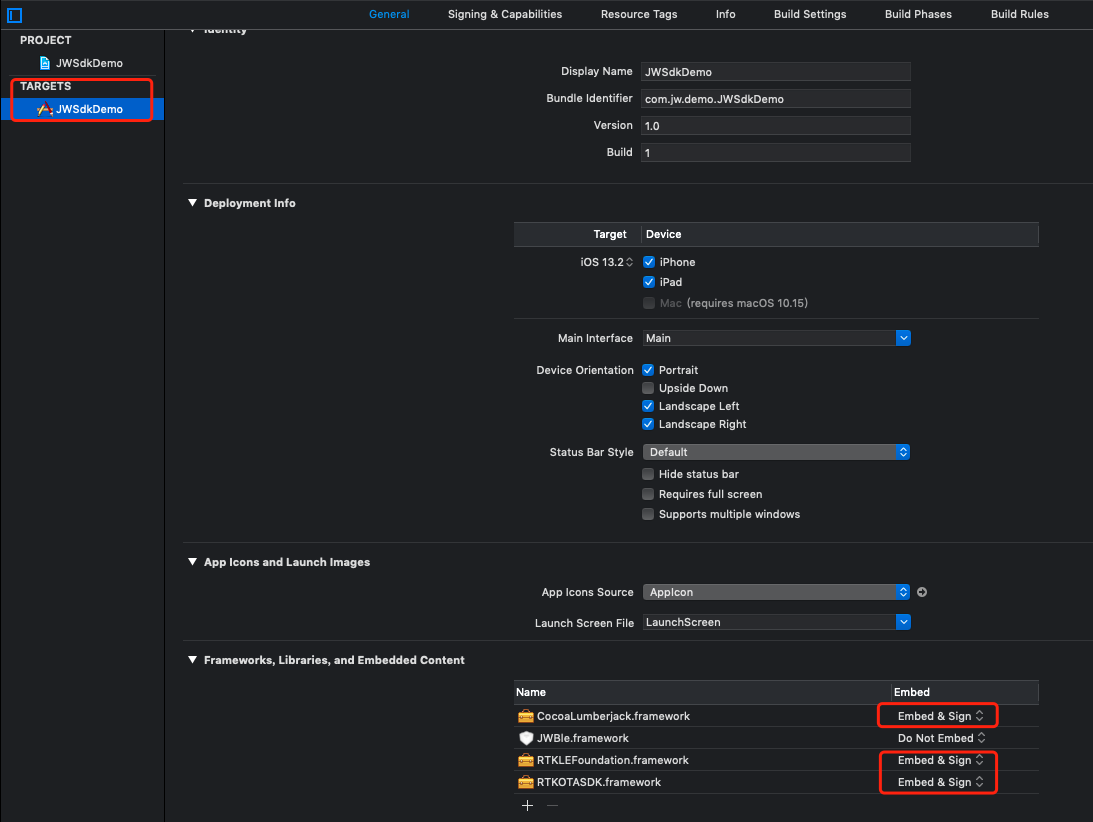 General Signing & Capabilities Resource Tags Info Build Settings Build Phases Build Rules
PROJECT
JWSdkDemo
TARGETS
JWSdkDemo
Identity
Display Name JWSdkDemo
Bundle Identifier com.jw.demo.JWSdkDemo
Version 1.0
Build 1
Deployment Info
Target Device
iOS 13.2 iPhone
iPad
Mac (requires macOS 10.15)
Main Interface Main
Device Orientation Portrait
Upside Down
Landscape Left
Landscape Right
Status Bar Style Default
Hide status bar
Requires full screen
Supports multiple windows
App Icons and Launch Images
App Icons Source AppIcon
Launch Screen File LaunchScreen
Frameworks, Libraries, and Embedded Content
Name Embed
CocoaLumberjack.framework Embed & Sign
JWBle.framework Do Not Embed
RTKLEFoundation.framework Embed & Sign
RTKOTASDK.framework Embed & Sign